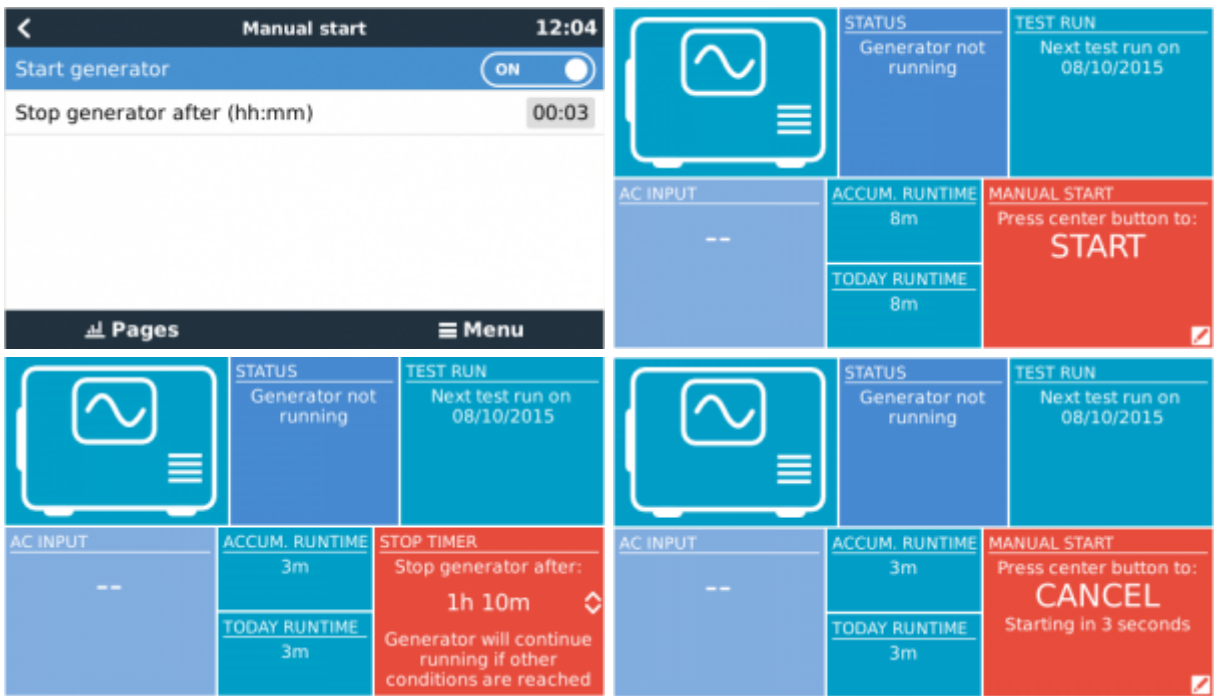 Manual start
12:04
Start generator
ON
Stop generator after (hh:mm)
00:03
Pages
Menu
STATUS
Generator not
running
TEST RUN
Next test run on
08/10/2015
AC INPUT
--
ACCUM. RUNTIME
8m
TODAY RUNTIME
8m
MANUAL START
Press center button to:
START
STATUS
Generator not
running
TEST RUN
Next test run on
08/10/2015
AC INPUT
--
ACCUM. RUNTIME
3m
TODAY RUNTIME
3m
STOP TIMER
Stop generator after:
1h 10m
Generator will continue
running if other
conditions are reached
STATUS
Generator not
running
TEST RUN
Next test run on
08/10/2015
AC INPUT
--
ACCUM. RUNTIME
3m
TODAY RUNTIME
3m
MANUAL START
Press center button to:
CANCEL
Starting in 3 seconds